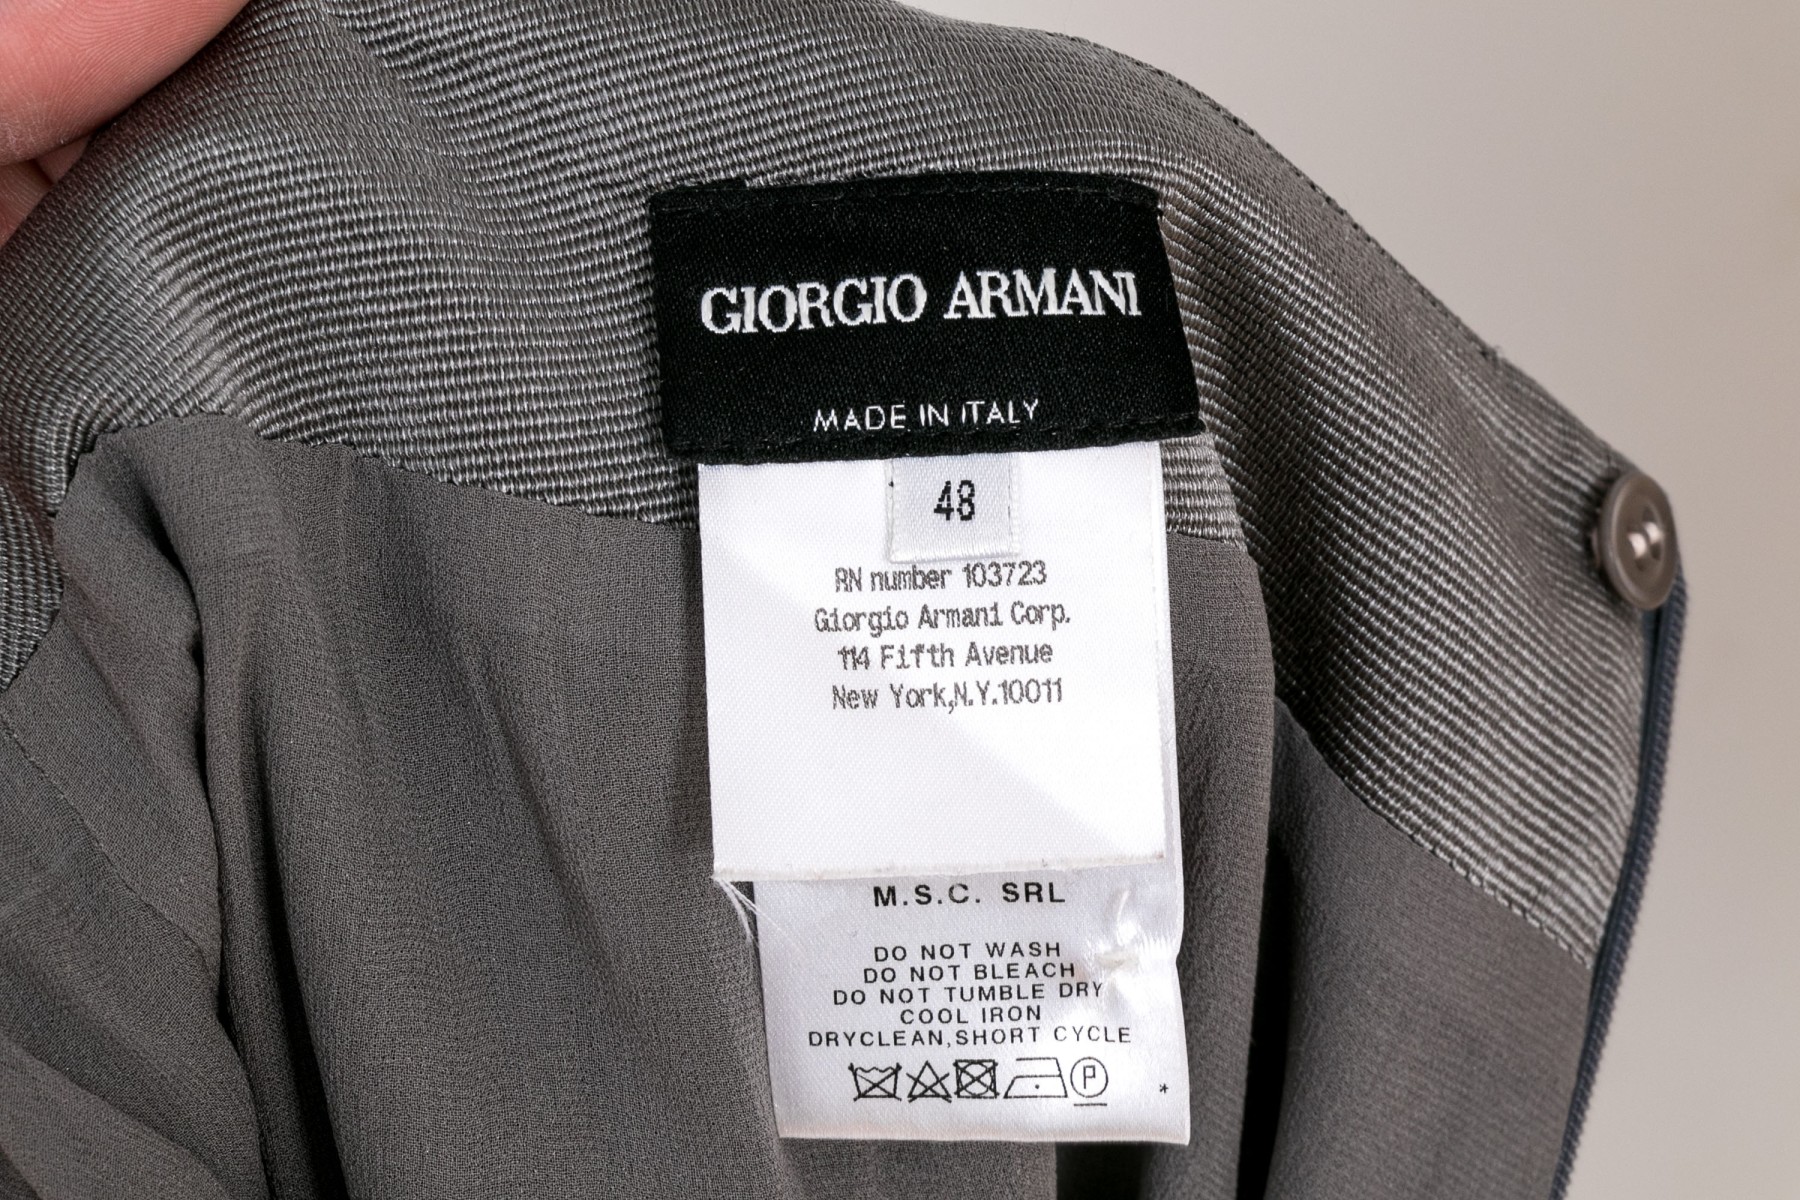 GIORGIO ARMANI
MADE IN ITALY
48
RN number 103723
Giorgio Armani Corp.
114 Fifth Avenue
New York,N.Y.10011
M.S.C. SRL
DO NOT WASH
DO NOT BLEACH
DO NOT TUMBLE DRY
COOL IRON
DRYCLEAN,SHORT CYCLE
P *